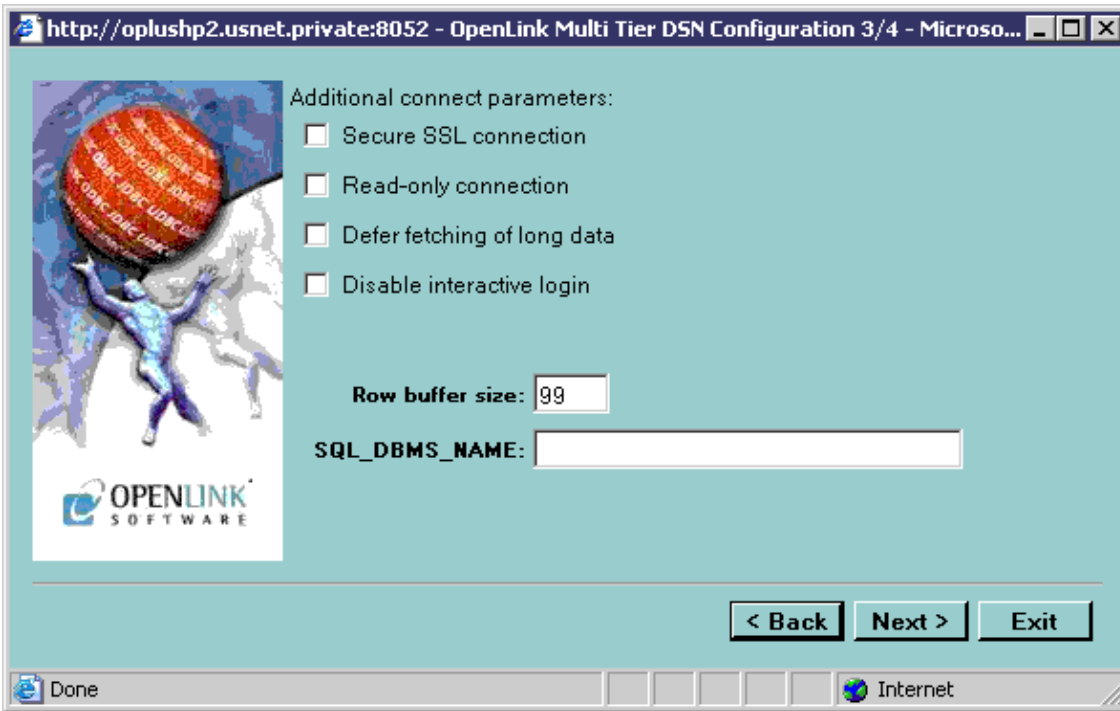 http://oplushp2.usnet.private:8052 - OpenLink Multi Tier DSN Configuration 3/4 - Microso...
Additional connect parameters:
Secure SSL connection
Read-only connection
Defer fetching of long data
Disable interactive login
Row buffer size: 99
SQL_DBMS_NAME:
OPENLINK
SOFTWARE
< Back Next > Exit
Done Internet